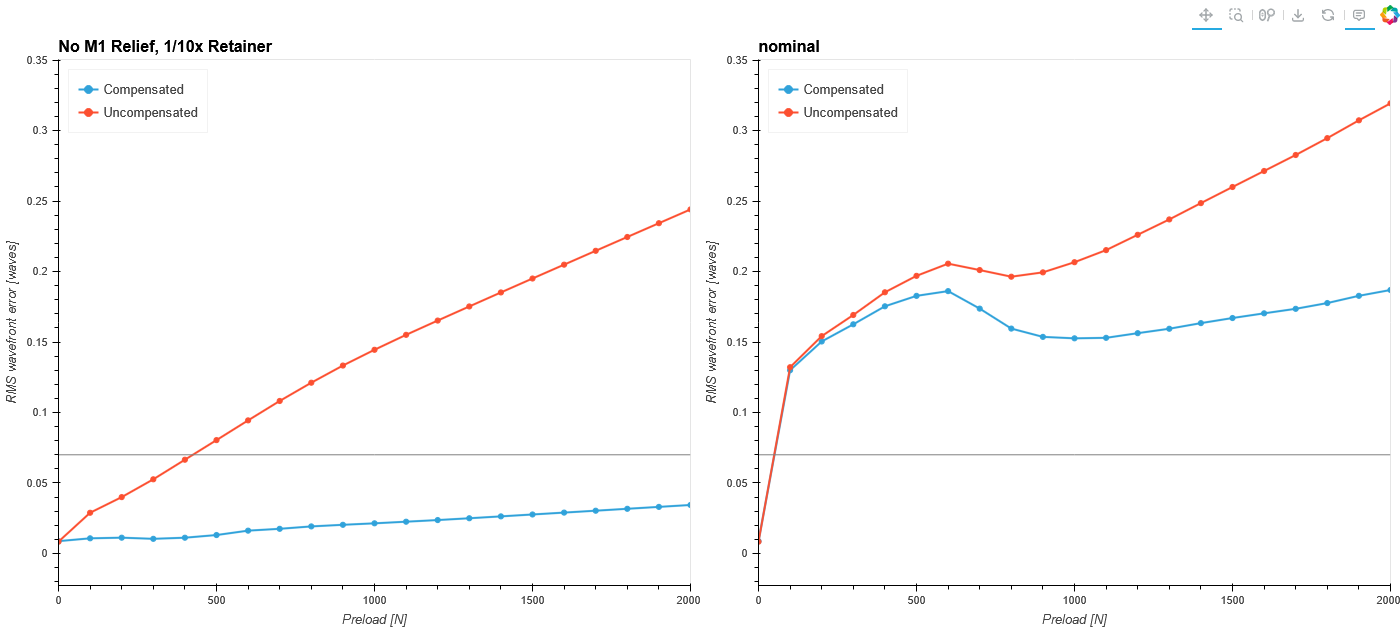 No M1 Relief, 1/10x Retainer
0.35
0.3
0.25
0.2
0.15
0.1
0.05
0
RMS wavefront error [waves]
Compensated
Uncompensated
0 500 1000 1500 2000
Preload [N]
nominal
0.35
0.3
0.25
0.2
0.15
0.1
0.05
0
RMS wavefront error [waves]
Compensated
Uncompensated
0 500 1000 1500 2000
Preload [N]